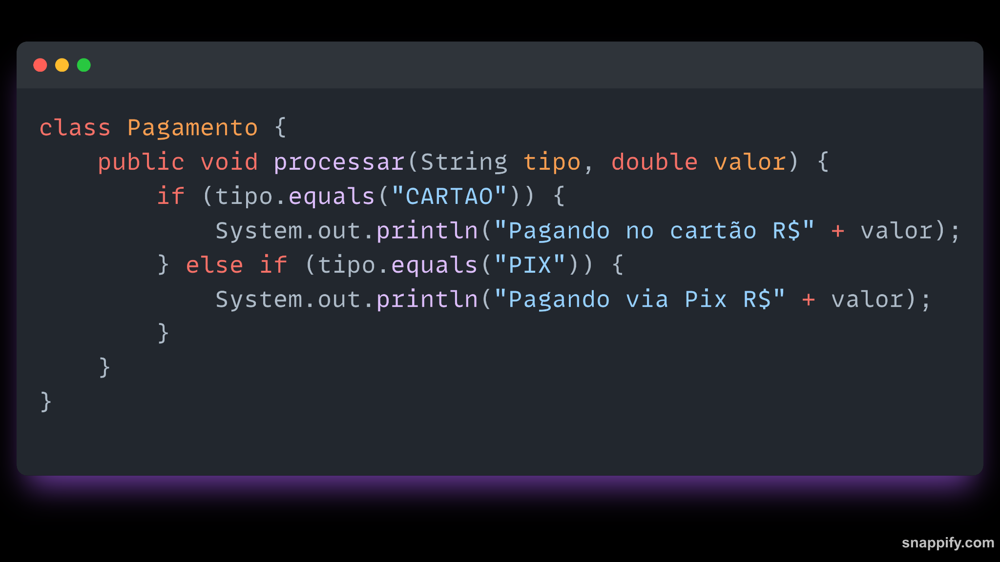 class Pagamento {
    public void processar(String tipo, double valor) {
        if (tipo.equals("CARTAO")) {
            System.out.println("Pagando no cartão R$" + valor);
        } else if (tipo.equals("PIX")) {
            System.out.println("Pagando via Pix R$" + valor);
        }
    }
}
snappify.com